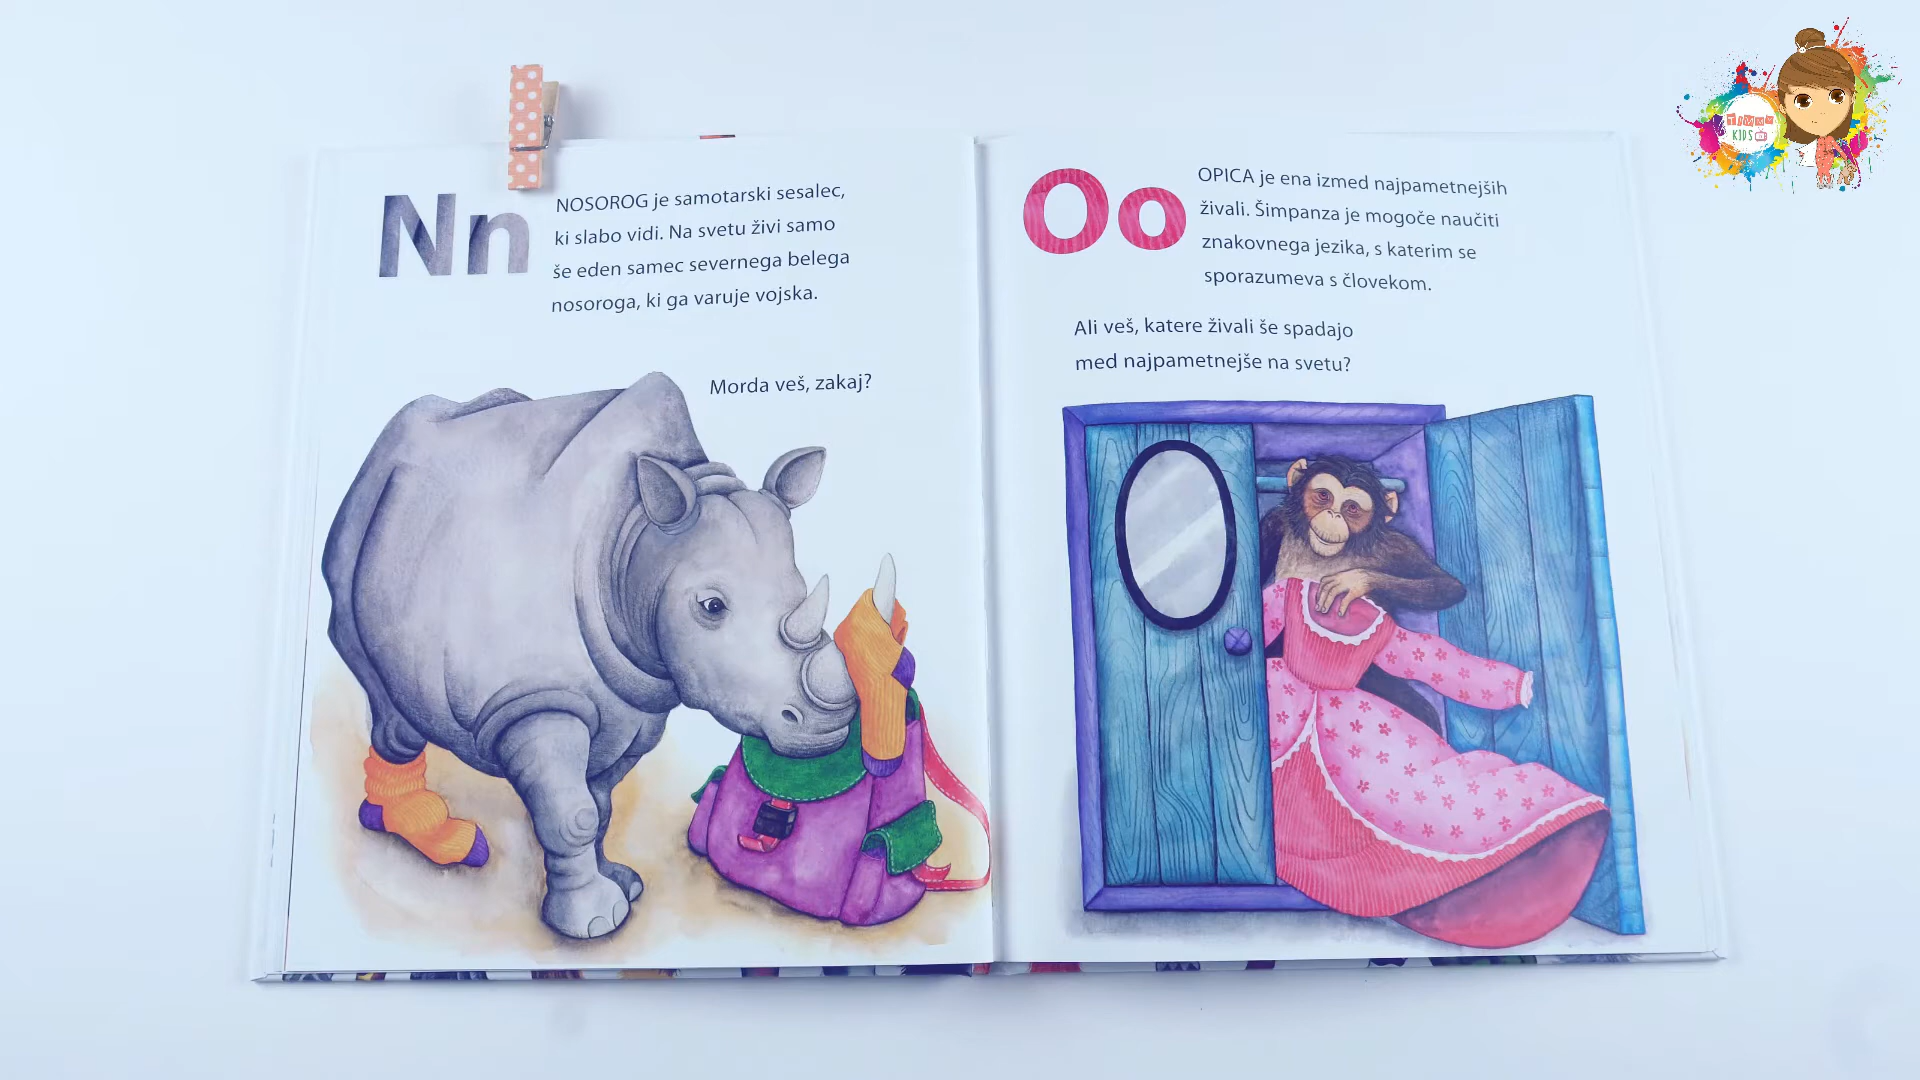 Nn
NOSOROG je samotarski sesalec,
ki slabo vidi. Na svetu živi samo
še eden samec severnega belega
nosoroga, ki ga varuje vojska.
Morda veš, zakaj?
Oo
OPICA je ena izmed najpametnejših
živali. Šimpanza je mogoče naučiti
znakovnega jezika, s katerim se
sporazumeva s človekom.
Ali veš, katere živali še spadajo
med najpametnejše na svetu?
KIDS